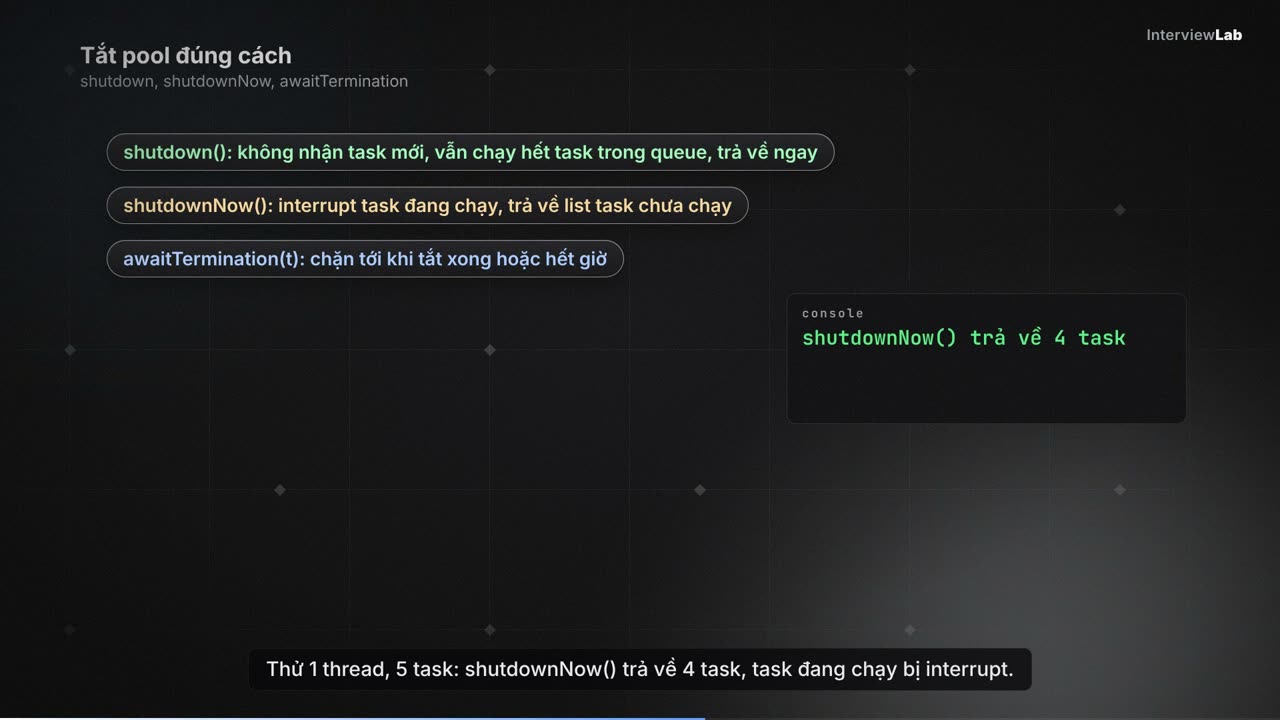 Tắt pool đúng cách
InterviewLab
shutdown, shutdownNow, awaitTermination
shutdown(): không nhận task mới, vẫn chạy hết task trong queue, trả về ngay
shutdownNow(): interrupt task đang chạy, trả về list task chưa chạy
awaitTermination(t): chặn tới khi tắt xong hoặc hết giờ
console
shutdownNow() trả về 4 task
Thử 1 thread, 5 task: shutdownNow() trả về 4 task, task đang chạy bị interrupt.